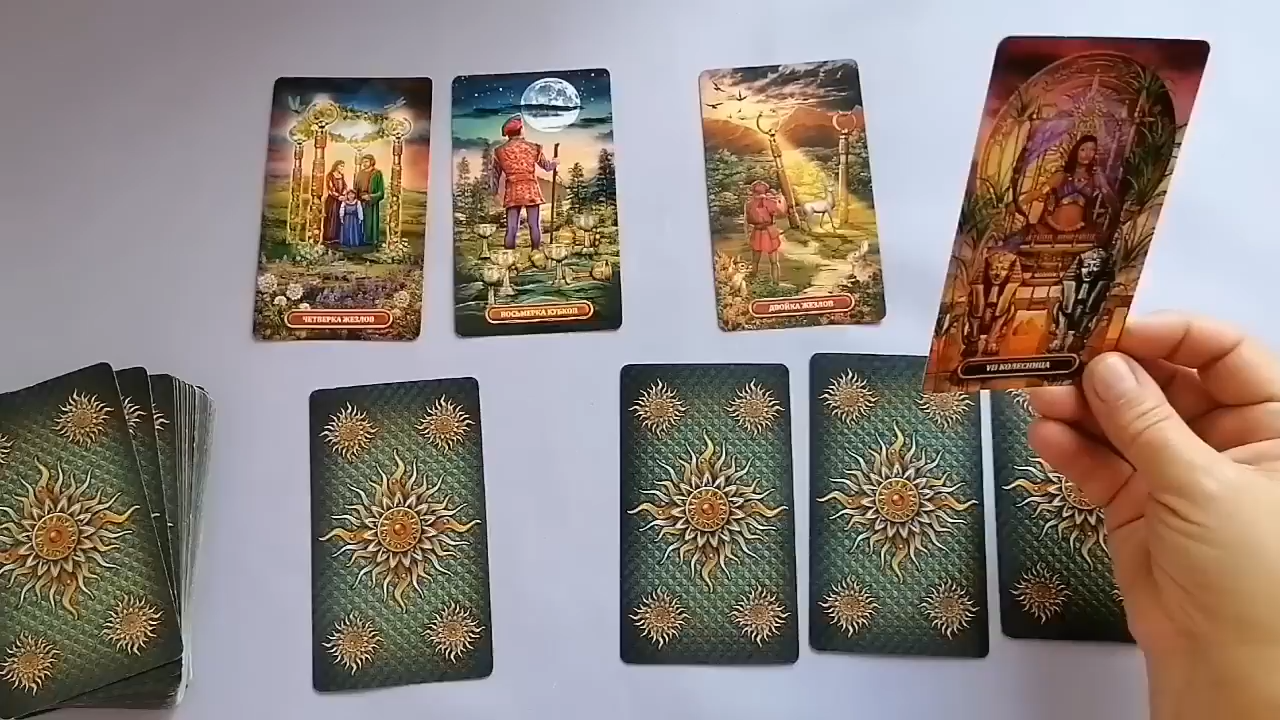 ЧЕТВЕРКА ЖЕЗЛОВ
ВОСЬМЕРКА КУБКОВ
ДВОЙКА ЖЕЗЛОВ
VII КОЛЕСНИЦА